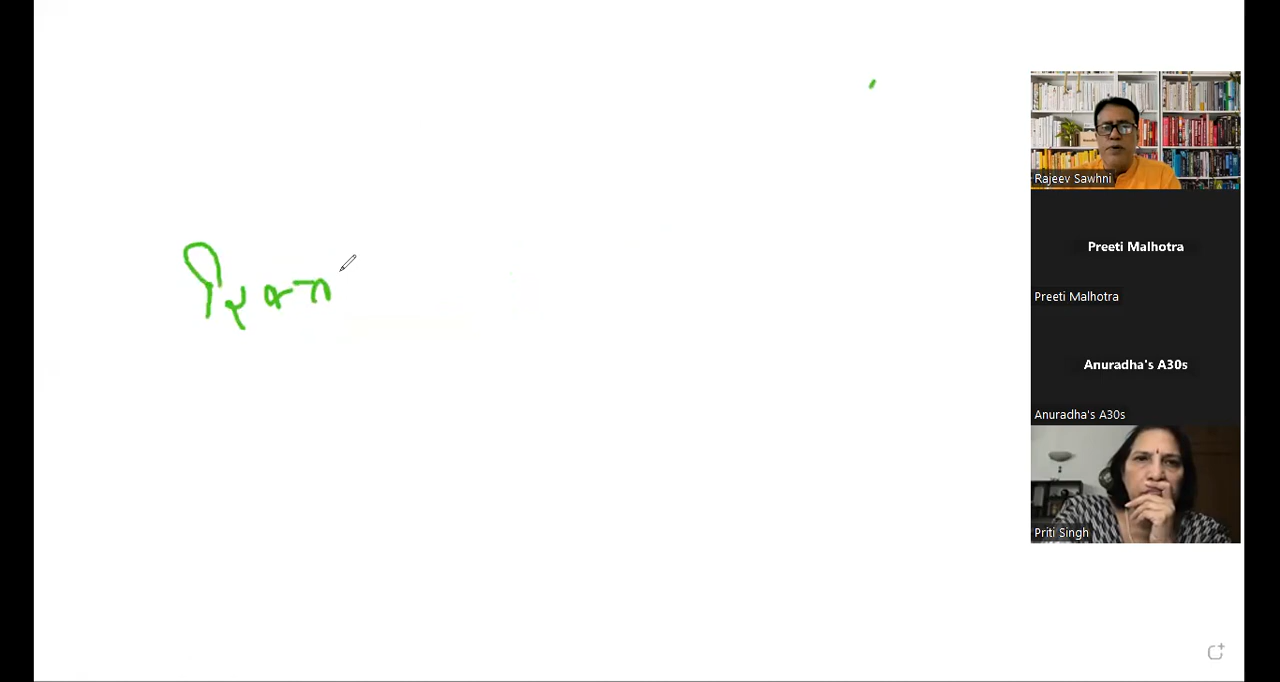 Rajeev Sawhni
Preeti Malhotra
Preeti Malhotra
Anuradha's A30s
Anuradha's A30s
Priti Singh